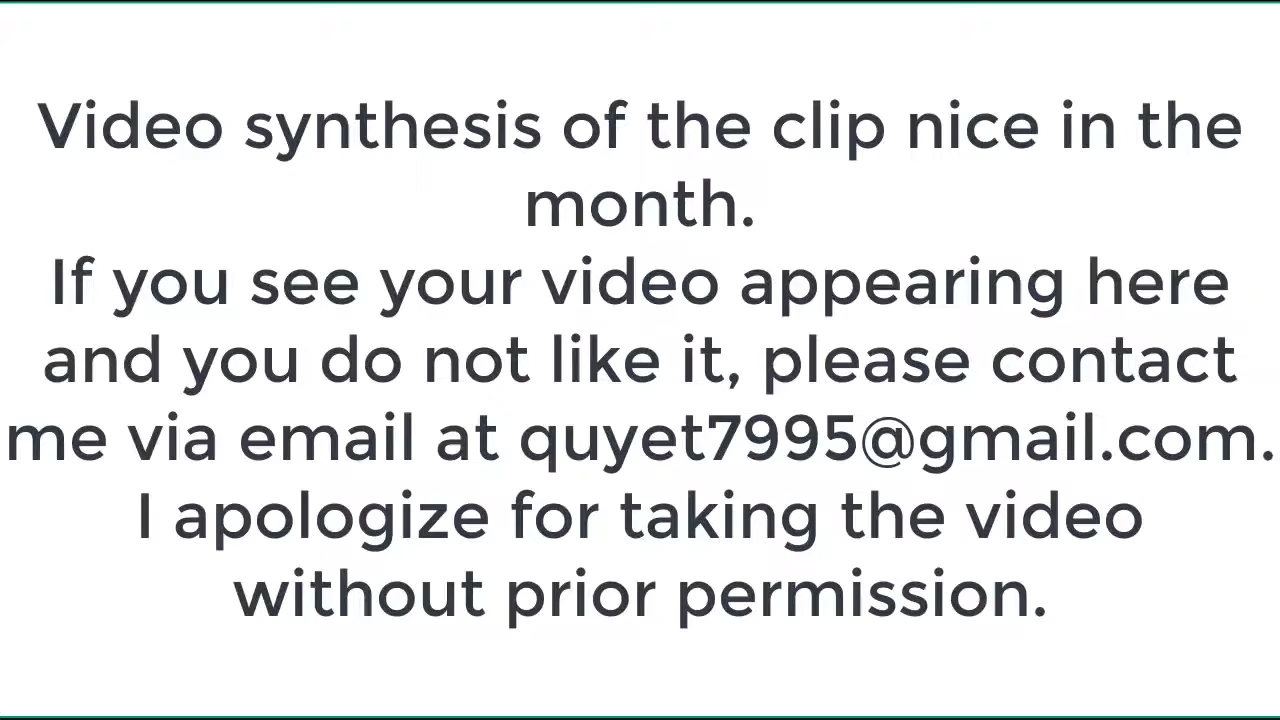 Video synthesis of the clip nice in the
month.
If you see your video appearing here
and you do not like it, please contact
me via email at quyet7995@gmail.com.
I apologize for taking the video
without prior permission.